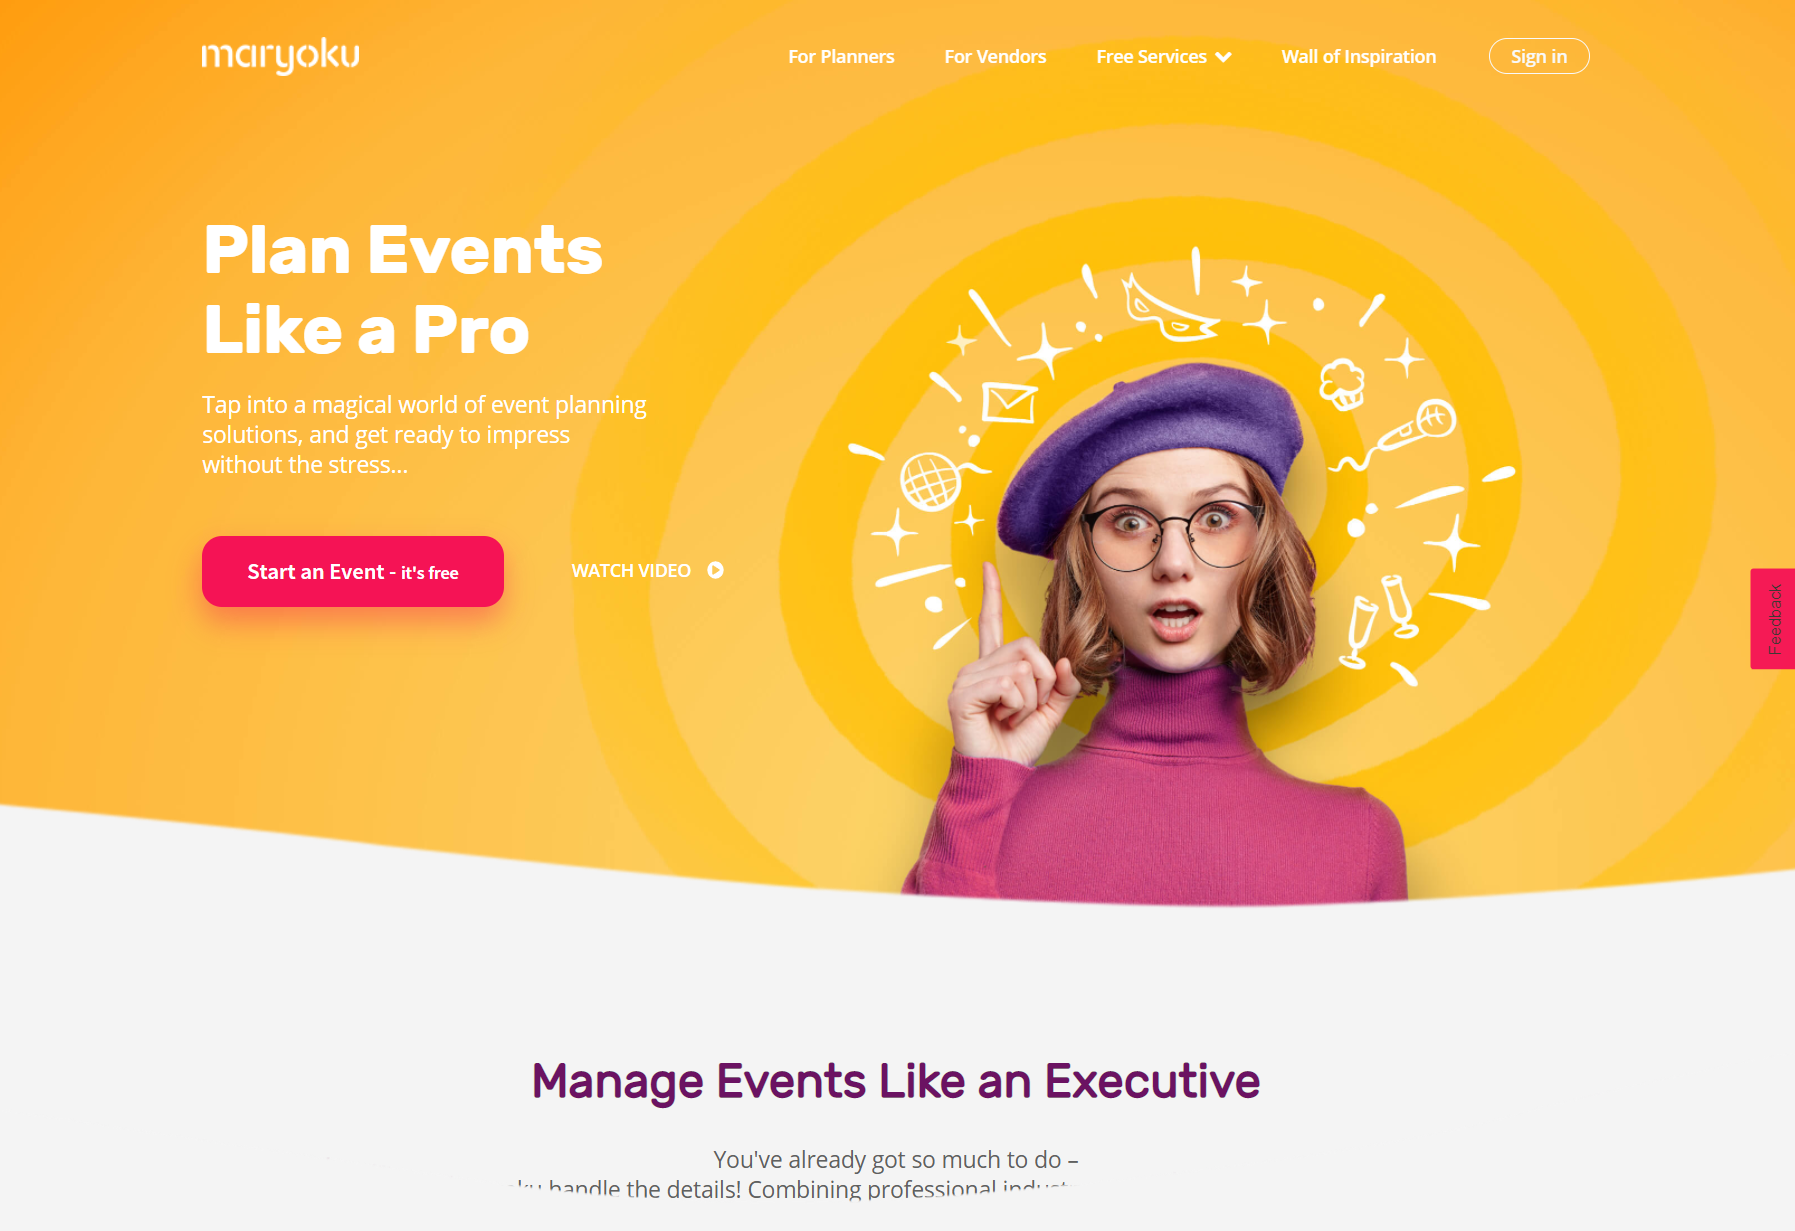 maryoku
For Planners
For Vendors
Free Services
Wall of Inspiration
Sign in
Plan Events
Like a Pro
Tap into a magical world of event planning
solutions, and get ready to impress
without the stress...
Start an Event - it's free
WATCH VIDEO
Feedback
Manage Events Like an Executive
You've already got so much to do –
handle the details! Combining professional